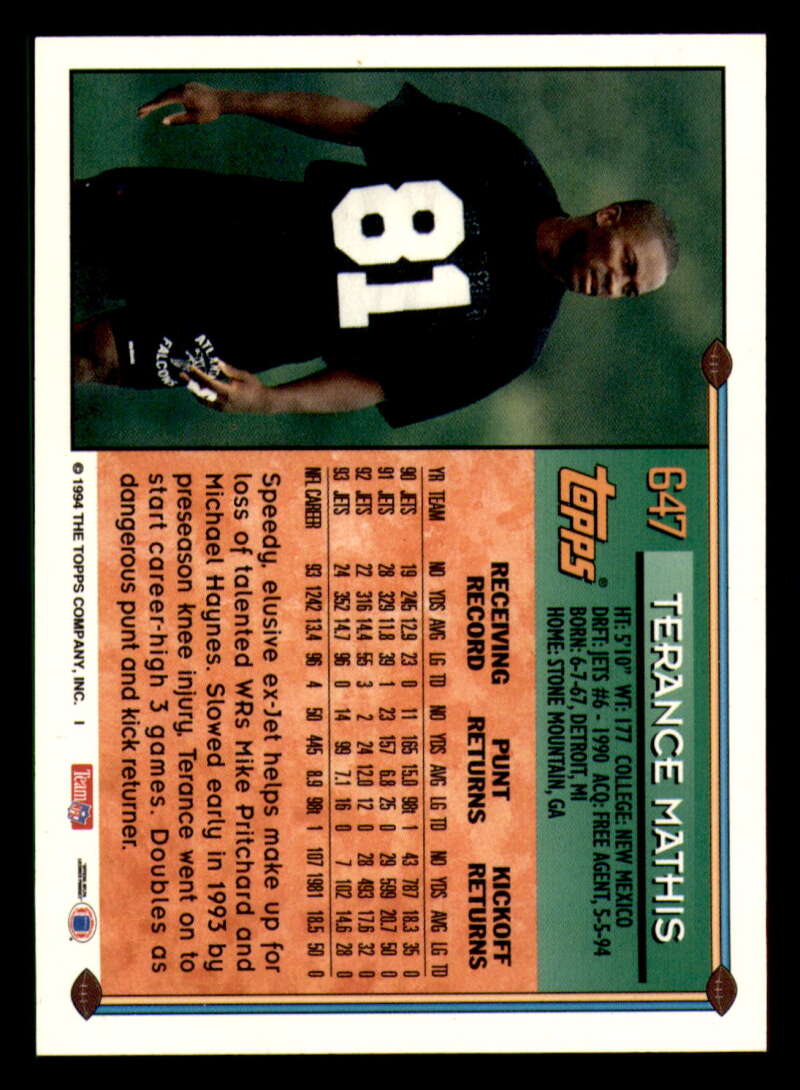 647 TERANCE MATHIS
topps®
HT: 5'10" WT: 177 COLLEGE: NEW MEXICO
DRFT: JETS #6 - 1990 ACQ: FREE AGENT, 5-5-94
BORN: 6-7-67, DETROIT, MI
HOME: STONE MOUNTAIN, GA
RECEIVING RECORD PUNT RETURNS KICKOFF RETURNS
YR TEAM NO YDS AVG LG TD NO YDS AVG LG TD NO YDS AVG LG TD
90 JETS 19 245 12.9 23 0 11 165 15.0 98t 1 43 787 18.3 35 0
91 JETS 28 329 11.8 39 1 23 157 6.8 25 0 29 599 20.7 50 0
92 JETS 22 316 14.4 55 3 2 24 12.0 12 0 28 493 17.6 32 0
93 JETS 24 352 14.7 96 0 14 99 7.1 16 0 7 102 14.6 28 0
NFL CAREER 93 1242 13.4 96 4 50 445 8.9 98t 1 107 1981 18.5 50 0
Speedy, elusive ex-Jet helps make up for
loss of talented WRs Mike Pritchard and
Michael Haynes. Slowed early in 1993 by
preseason knee injury, Terance went on to
start career-high 3 games. Doubles as
dangerous punt and kick returner.
© 1994 THE TOPPS COMPANY, INC. I
Team NFL
81
FALCONS